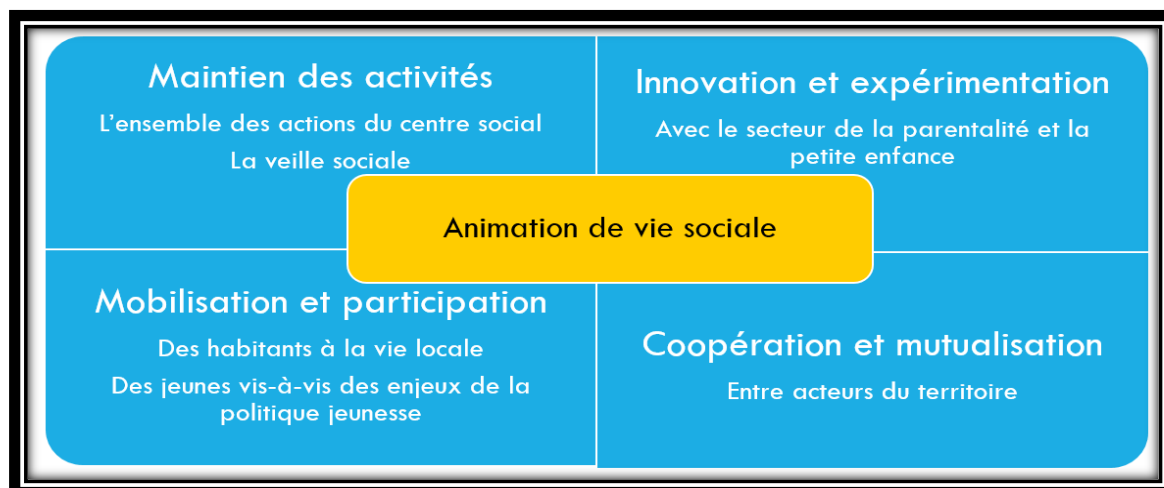 Maintien des activités
L'ensemble des actions du centre social
La veille sociale
Innovation et expérimentation
Avec le secteur de la parentalité et la
petite enfance
Animation de vie sociale
Mobilisation et participation
Des habitants à la vie locale
Des jeunes vis-à-vis des enjeux de la
politique jeunesse
Coopération et mutualisation
Entre acteurs du territoire